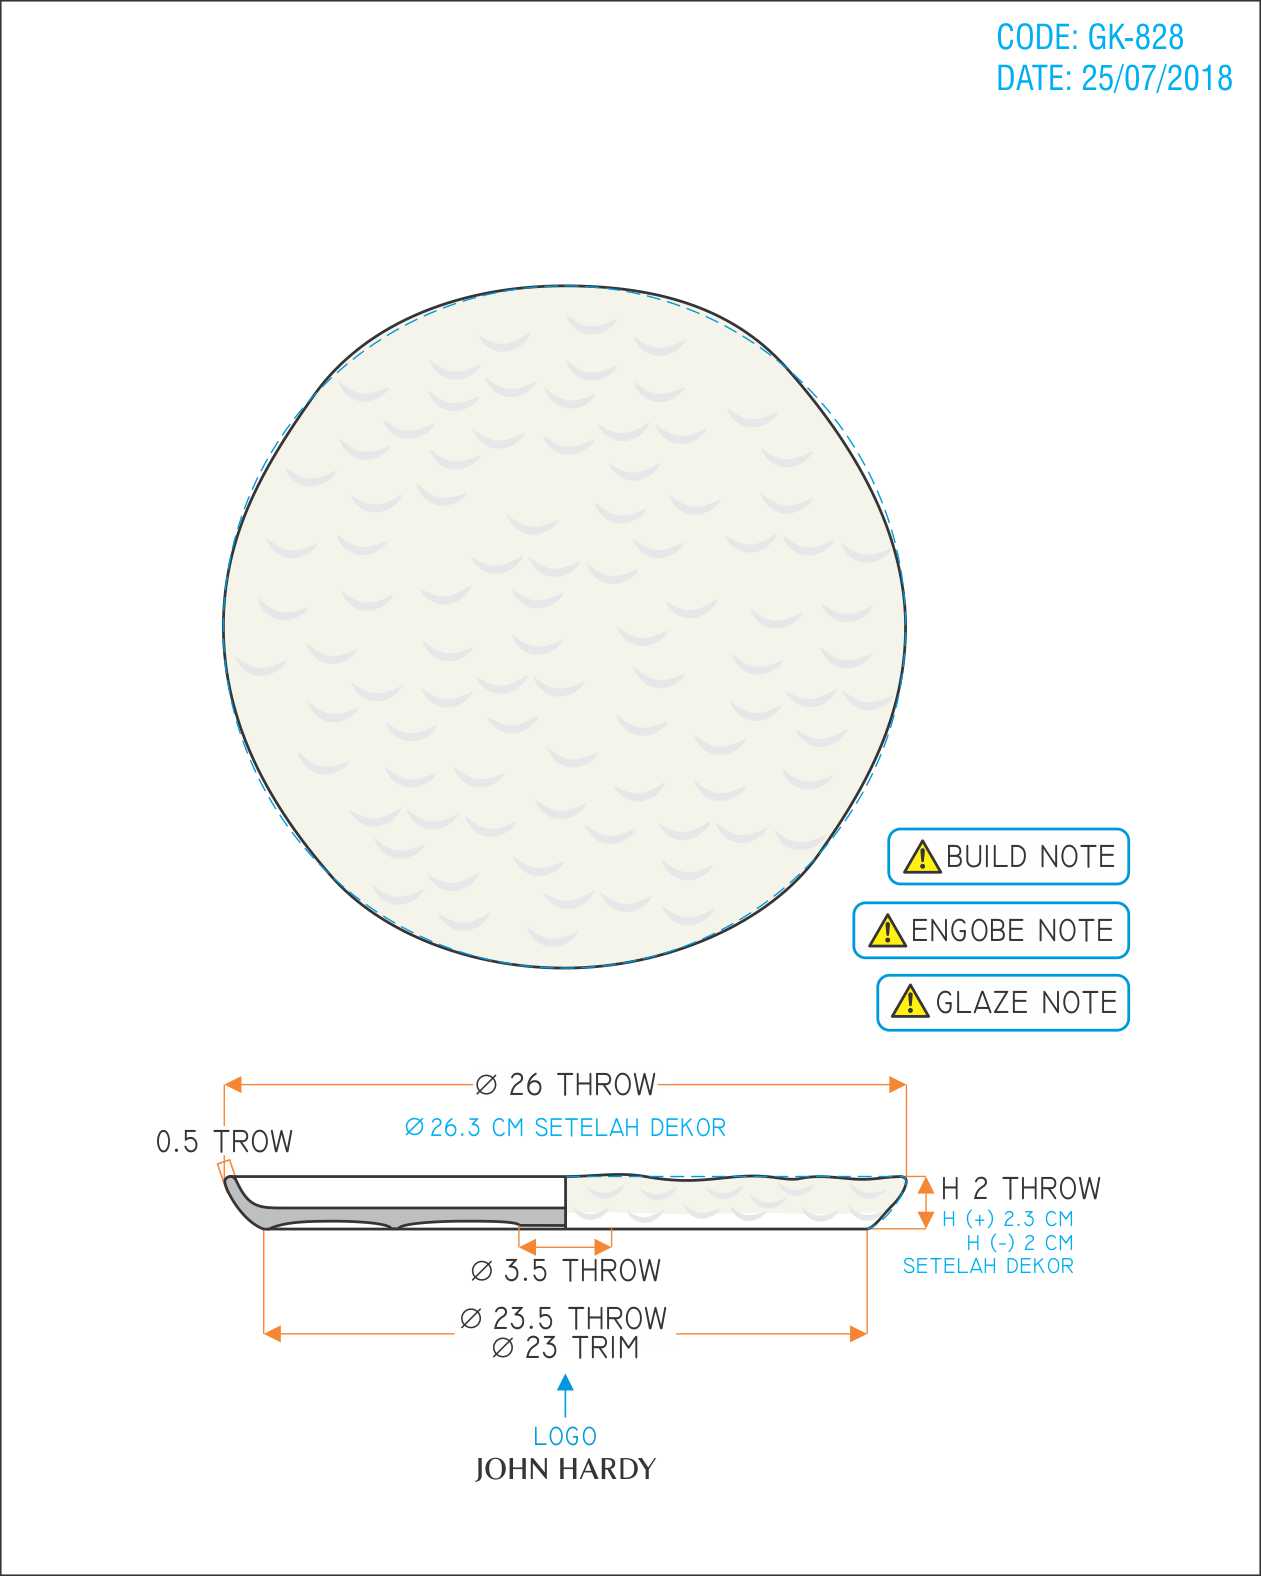 CODE: GK-828
DATE: 25/07/2018
BUILD NOTE
ENGOBE NOTE
GLAZE NOTE
Ø 26 THROW
Ø 26.3 CM SETELAH DEKOR
0.5 TROW
H 2 THROW
H (+) 2.3 CM
H (-) 2 CM
SETELAH DEKOR
Ø 3.5 THROW
Ø 23.5 THROW
Ø 23 TRIM
LOGO
JOHN HARDY